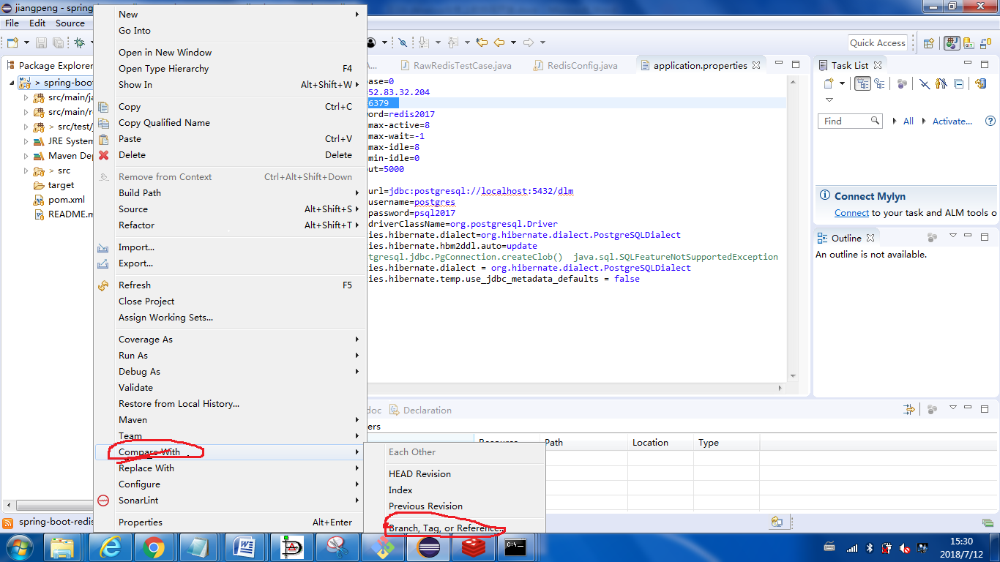 jiangpeng - spring
File Edit Source
Quick Access
Package Explorer
> spring-boot
src/main/ja
src/main/r
> src/test/
JRE System
Maven Dep
> src
target
pom.xml
README.m
New
Go Into
Open in New Window
Open Type Hierarchy F4
Show In Alt+Shift+W
Copy Ctrl+C
Copy Qualified Name
Paste Ctrl+V
Delete Delete
Remove from Context Ctrl+Alt+Shift+Down
Build Path
Source Alt+Shift+S
Refactor Alt+Shift+T
Import...
Export...
Refresh F5
Close Project
Assign Working Sets...
Coverage As
Run As
Debug As
Validate
Restore from Local History...
Maven
Team
Compare With
Replace With
Configure
SonarLint
Properties Alt+Enter
Each Other
HEAD Revision
Index
Previous Revision
Branch, Tag, or Reference...
A... RawRedisTestCase.java RedisConfig.java application.properties
ase=0
52.83.32.204
6379
word=redis2017
max-active=8
max-wait=-1
max-idle=8
min-idle=0
out=5000
url=jdbc:postgresql://localhost:5432/dlm
username=postgres
password=psql2017
driverClassName=org.postgresql.Driver
ies.hibernate.dialect=org.hibernate.dialect.PostgreSQLDialect
ies.hibernate.hbm2ddl.auto=update
tgresql.jdbc.PgConnection.createClob() java.sql.SQLFeatureNotSupportedException
ies.hibernate.dialect = org.hibernate.dialect.PostgreSQLDialect
ies.hibernate.temp.use_jdbc_metadata_defaults = false
Task List
Find All Activate...
Connect Mylyn
Connect to your task and ALM tools o
Outline
An outline is not available.
doc Declaration
ers
Resource Path Location Type
spring-boot-redis
15:30
2018/7/12